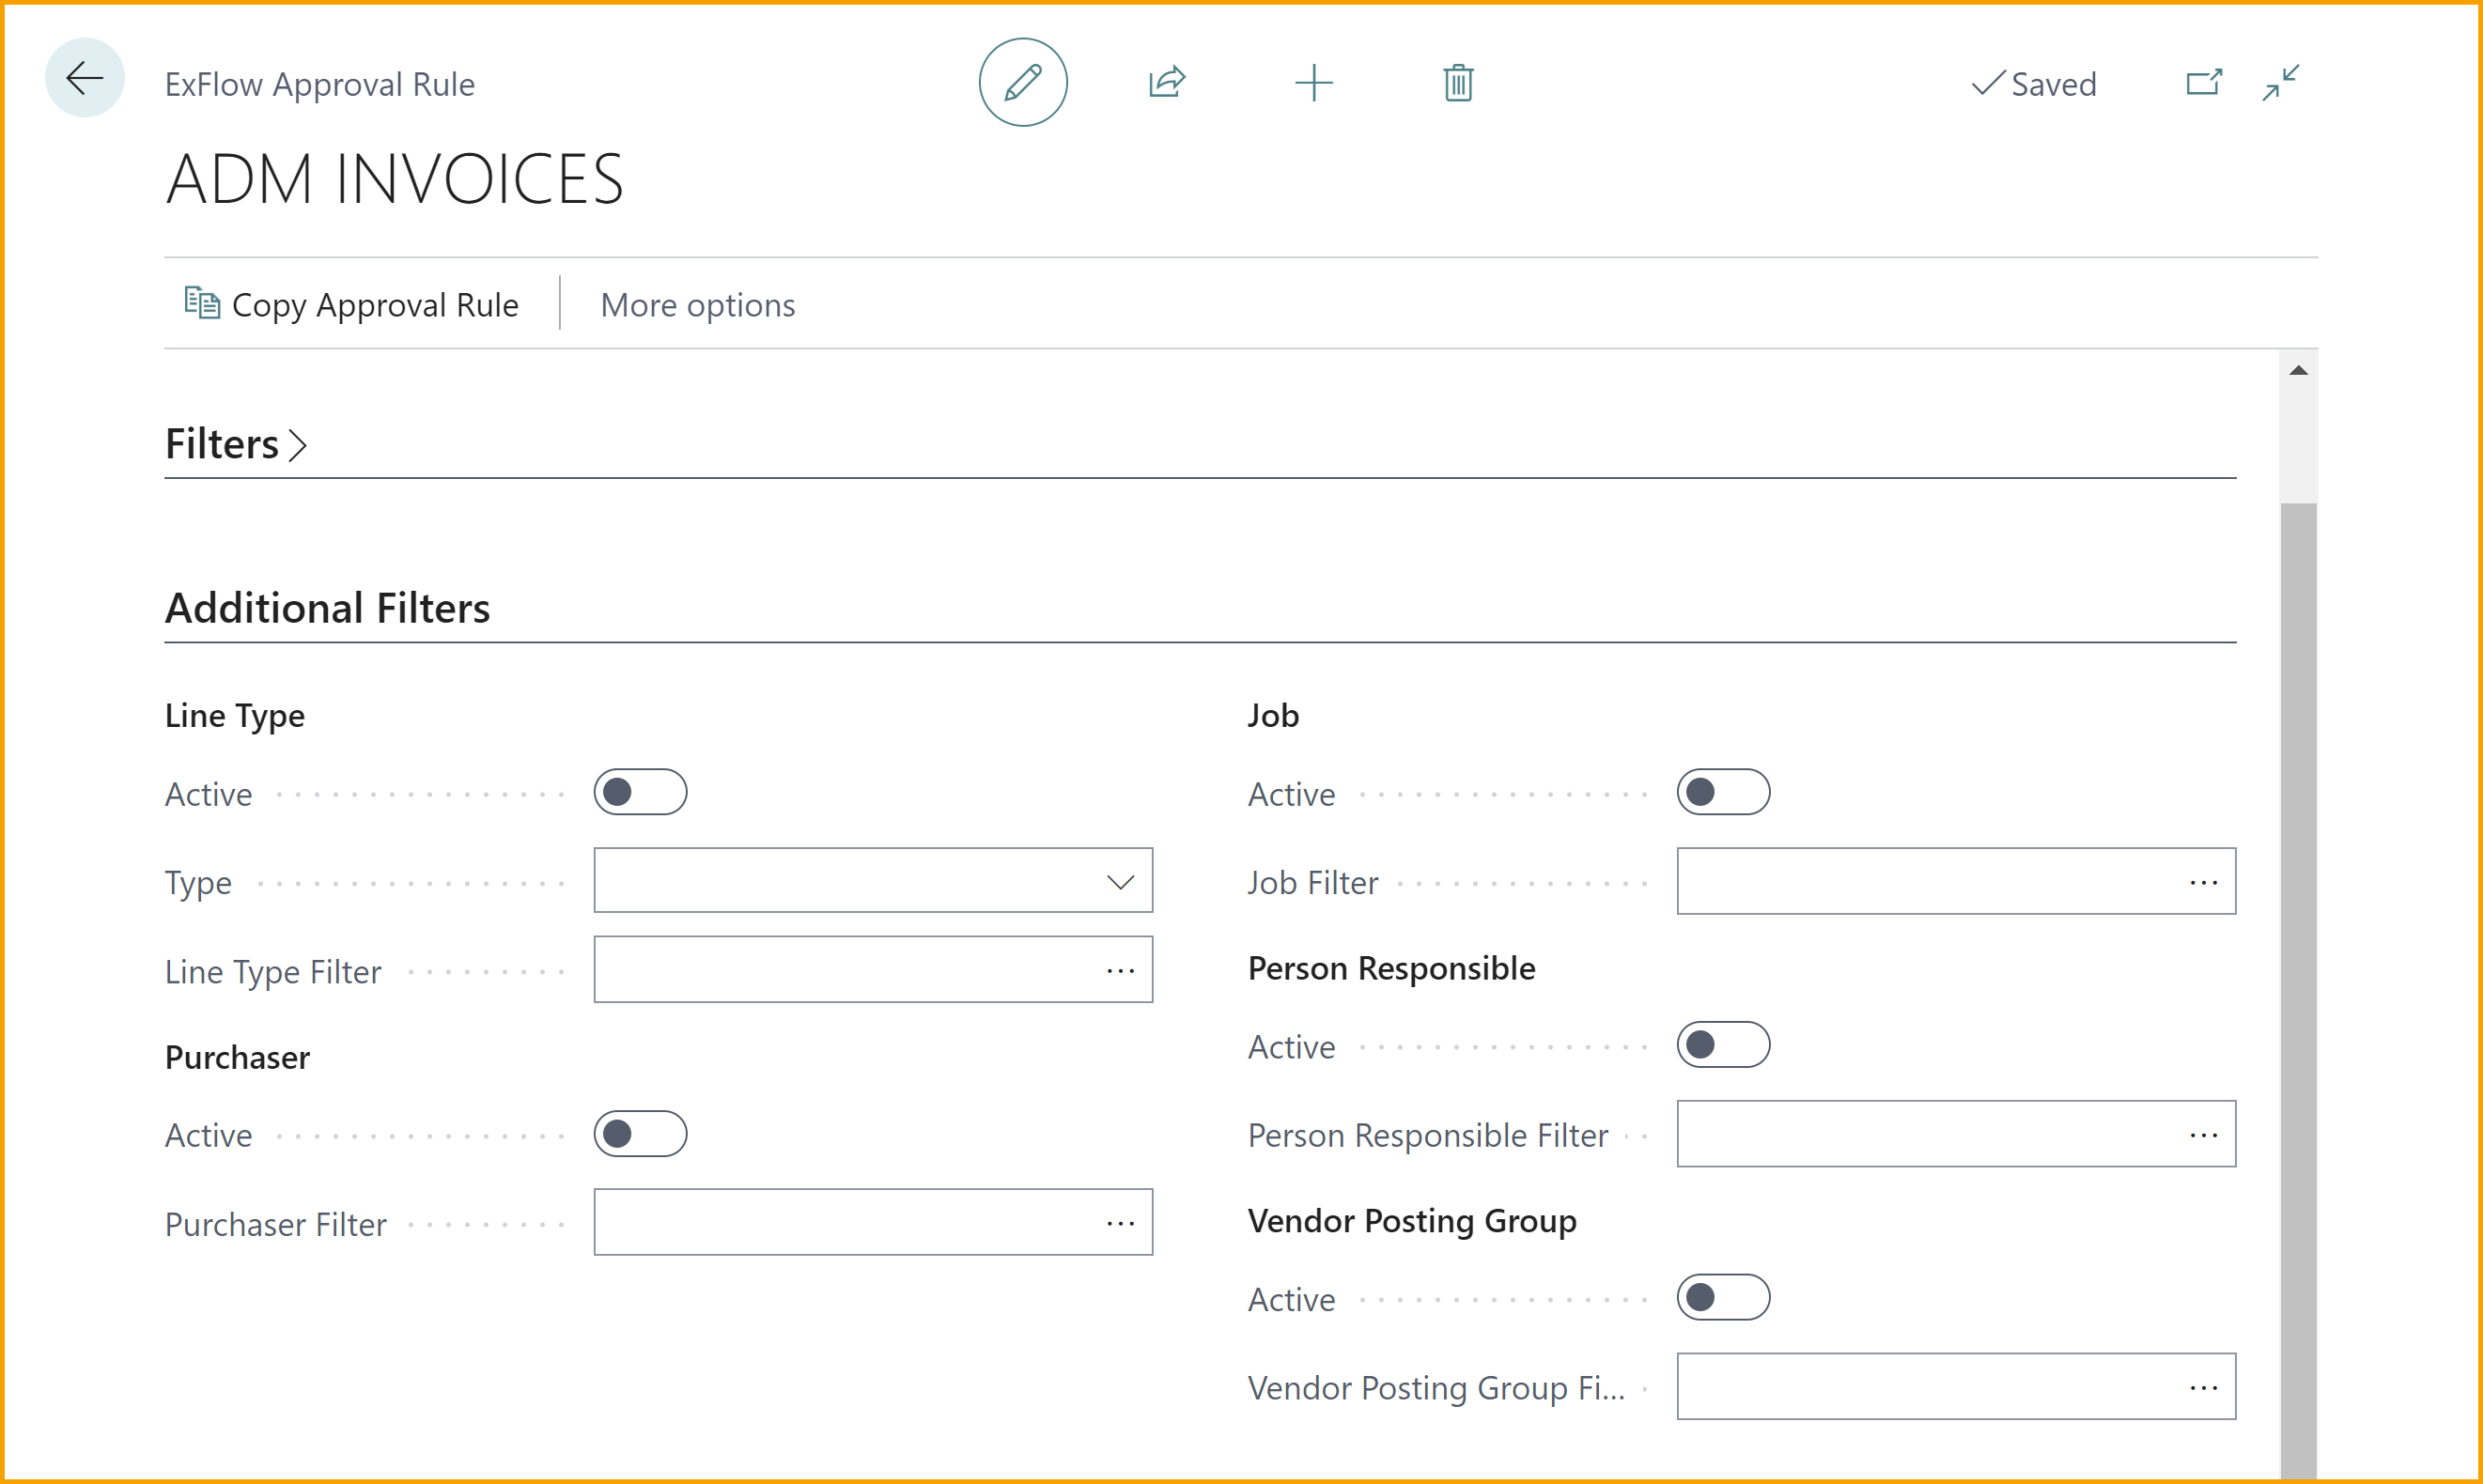 ExFlow Approval Rule
Saved
ADM INVOICES
Copy Approval Rule
More options
Filters
Additional Filters
Line Type
Active
Type
Line Type Filter
Purchaser
Active
Purchaser Filter
Job
Active
Job Filter
Person Responsible
Active
Person Responsible Filter
Vendor Posting Group
Active
Vendor Posting Group Fi...